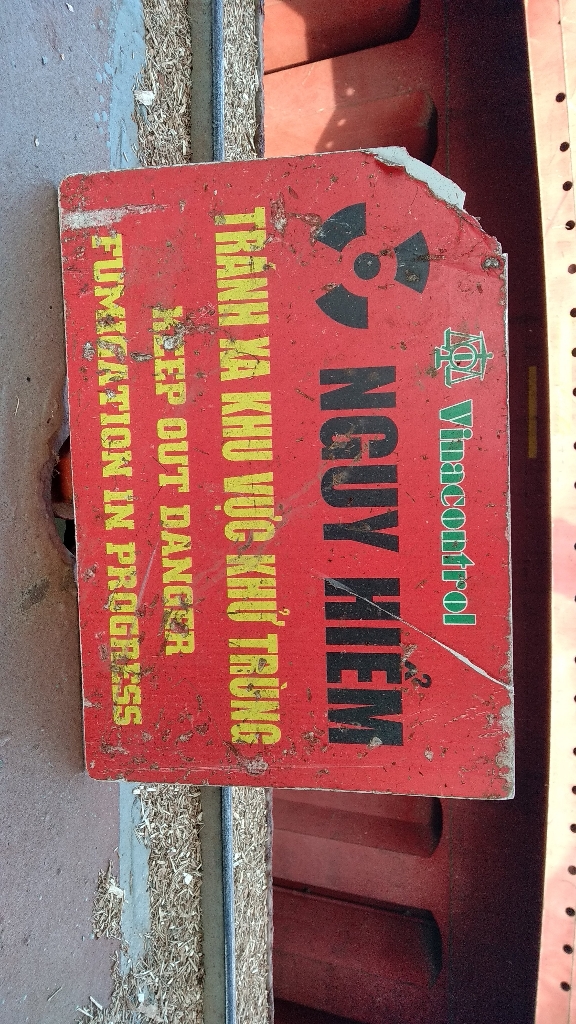 Vinacontrol
NGUY HIỂM
TRÁNH XA KHU VỰC KHỬ TRÙNG
KEEP OUT DANGER
FUMIGATION IN PROGRESS